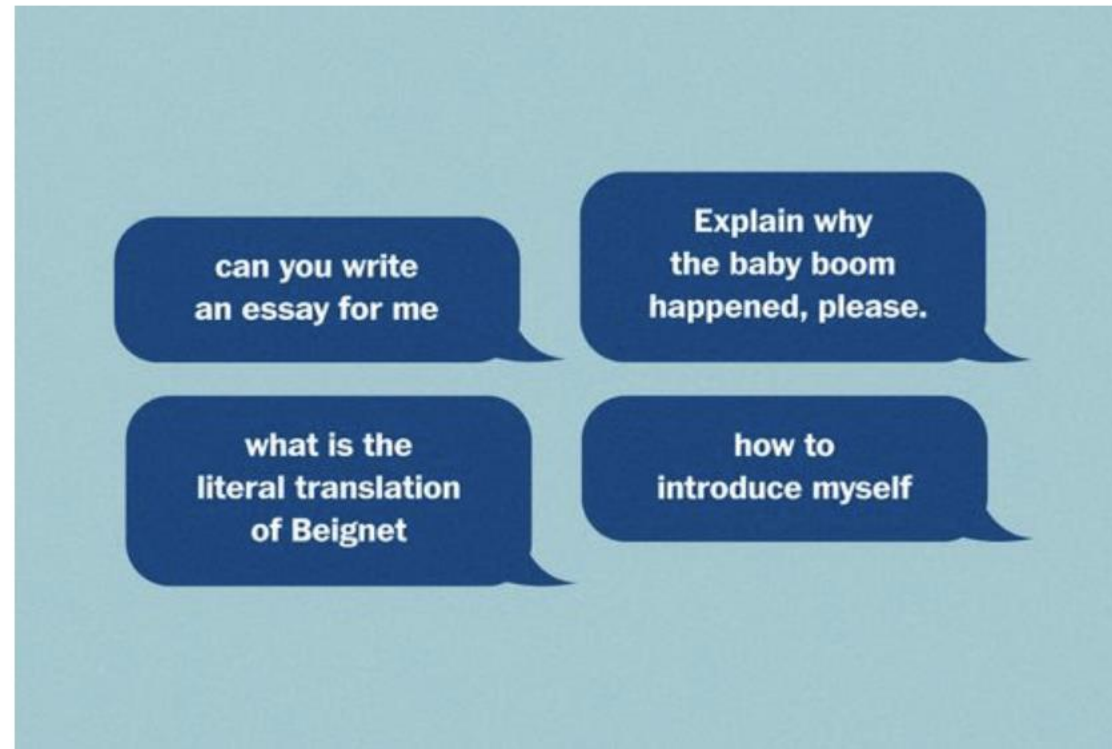 can you write
an essay for me
Explain why
the baby boom
happened, please.
what is the
literal translation
of Beignet
how to
introduce myself